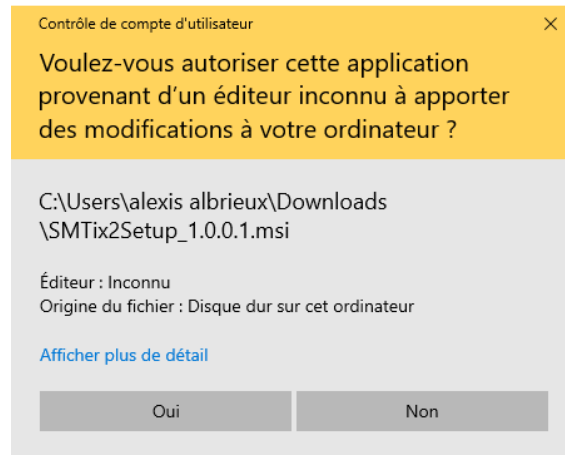 Contrôle de compte d'utilisateur
Voulez-vous autoriser cette application
provenant d’un éditeur inconnu à apporter
des modifications à votre ordinateur ?
C:\Users\alexis albrieux\Downloads
\SMTix2Setup_1.0.0.1.msi
Éditeur : Inconnu
Origine du fichier : Disque dur sur cet ordinateur
Afficher plus de détail
Oui
Non